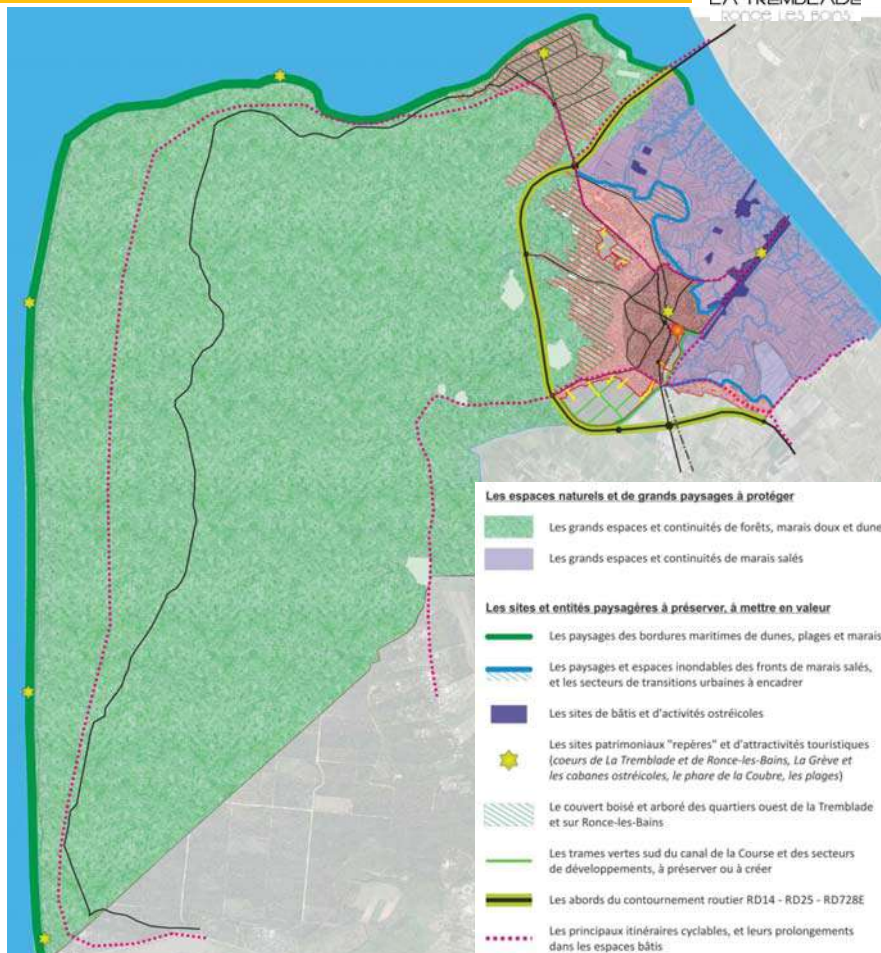 LA TREMBLADE
RONCE LES BAINS
Les espaces naturels et de grands paysages à protéger
Les grands espaces et continuités de forêts, marais doux et dune
Les grands espaces et continuités de marais salés
Les sites et entités paysagères à préserver, à mettre en valeur
Les paysages des bordures maritimes de dunes, plages et marais
Les paysages et espaces inondables des fronts de marais salés,
et les secteurs de transitions urbaines à encadrer
Les sites de bâtis et d'activités ostréicoles
Les sites patrimoniaux "repères" et d'attractivités touristiques
(coeurs de La Tremblade et de Ronce-les-Bains, La Grève et
les cabanes ostréicoles, le phare de la Coubre, les plages)
Le couvert boisé et arboré des quartiers ouest de la Tremblade
et sur Ronce-les-Bains
Les trames vertes sud du canal de la Course et des secteurs
de développements, à préserver ou à créer
Les abords du contournement routier RD14 - RD25 - RD728E
Les principaux itinéraires cyclables, et leurs prolongements
dans les espaces bâtis